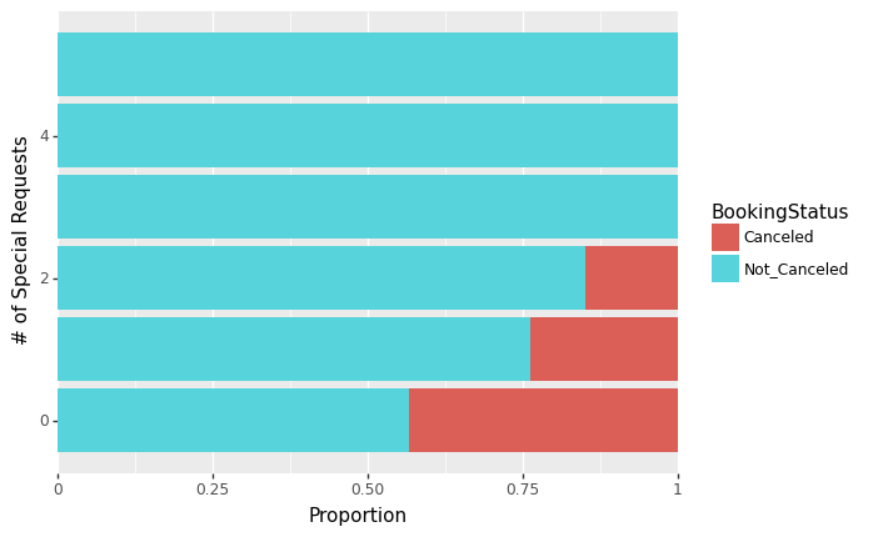 4
2
0
# of Special Requests
0 0.25 0.50 0.75 1
Proportion
BookingStatus
Canceled
Not_Canceled